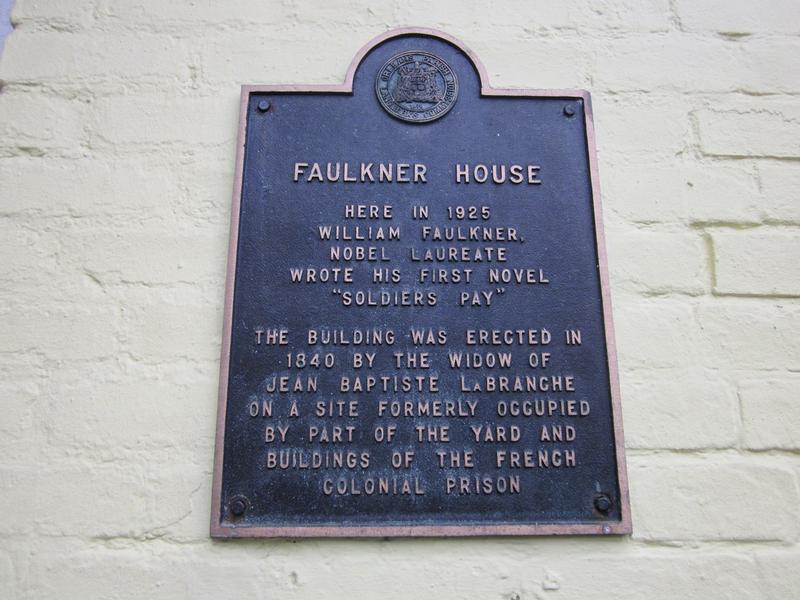 FAULKNER HOUSE
HERE IN 1925
WILLIAM FAULKNER,
NOBEL LAUREATE
WROTE HIS FIRST NOVEL
"SOLDIERS PAY"
THE BUILDING WAS ERECTED IN
1840 BY THE WIDOW OF
JEAN BAPTISTE LABRANCHE
ON A SITE FORMERLY OCCUPIED
BY PART OF THE YARD AND
BUILDINGS OF THE FRENCH
COLONIAL PRISON